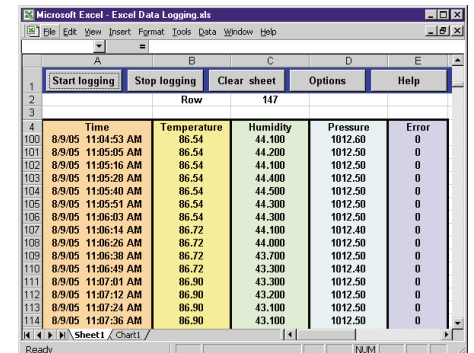 Microsoft Excel - Excel Data Logging.xls
File Edit View Insert Format Tools Data Window Help
=
A B C D E
1 Start logging Stop logging Clear sheet Options Help
2 Row 147
3
4 Time Temperature Humidity Pressure Error
100 8/9/05 11:04:53 AM 86.54 44.100 1012.60 0
101 8/9/05 11:05:05 AM 86.54 44.200 1012.50 0
102 8/9/05 11:05:16 AM 86.54 44.100 1012.50 0
103 8/9/05 11:05:28 AM 86.54 44.400 1012.50 0
104 8/9/05 11:05:40 AM 86.54 44.500 1012.50 0
105 8/9/05 11:05:51 AM 86.54 44.300 1012.50 0
106 8/9/05 11:06:03 AM 86.54 44.300 1012.50 0
107 8/9/05 11:06:14 AM 86.72 44.100 1012.40 0
108 8/9/05 11:06:26 AM 86.72 44.000 1012.50 0
109 8/9/05 11:06:38 AM 86.72 43.700 1012.50 0
110 8/9/05 11:06:49 AM 86.72 43.300 1012.40 0
111 8/9/05 11:07:01 AM 86.90 43.300 1012.50 0
112 8/9/05 11:07:12 AM 86.90 43.200 1012.50 0
113 8/9/05 11:07:24 AM 86.90 43.100 1012.50 0
114 8/9/05 11:07:36 AM 86.90 43.100 1012.50 0
Sheet1 Chart1
Ready NUM